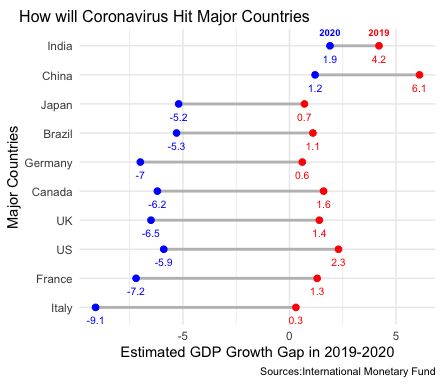 How will Coronavirus Hit Major Countries
2020 2019
India
1.9 4.2
China
1.2 6.1
Japan
-5.2 0.7
Brazil
-5.3 1.1
Germany
-7 0.6
Canada
-6.2 1.6
UK
-6.5 1.4
US
-5.9 2.3
France
-7.2 1.3
Italy
-9.1 0.3
Major Countries
-5 0 5
Estimated GDP Growth Gap in 2019-2020
Sources:International Monetary Fund